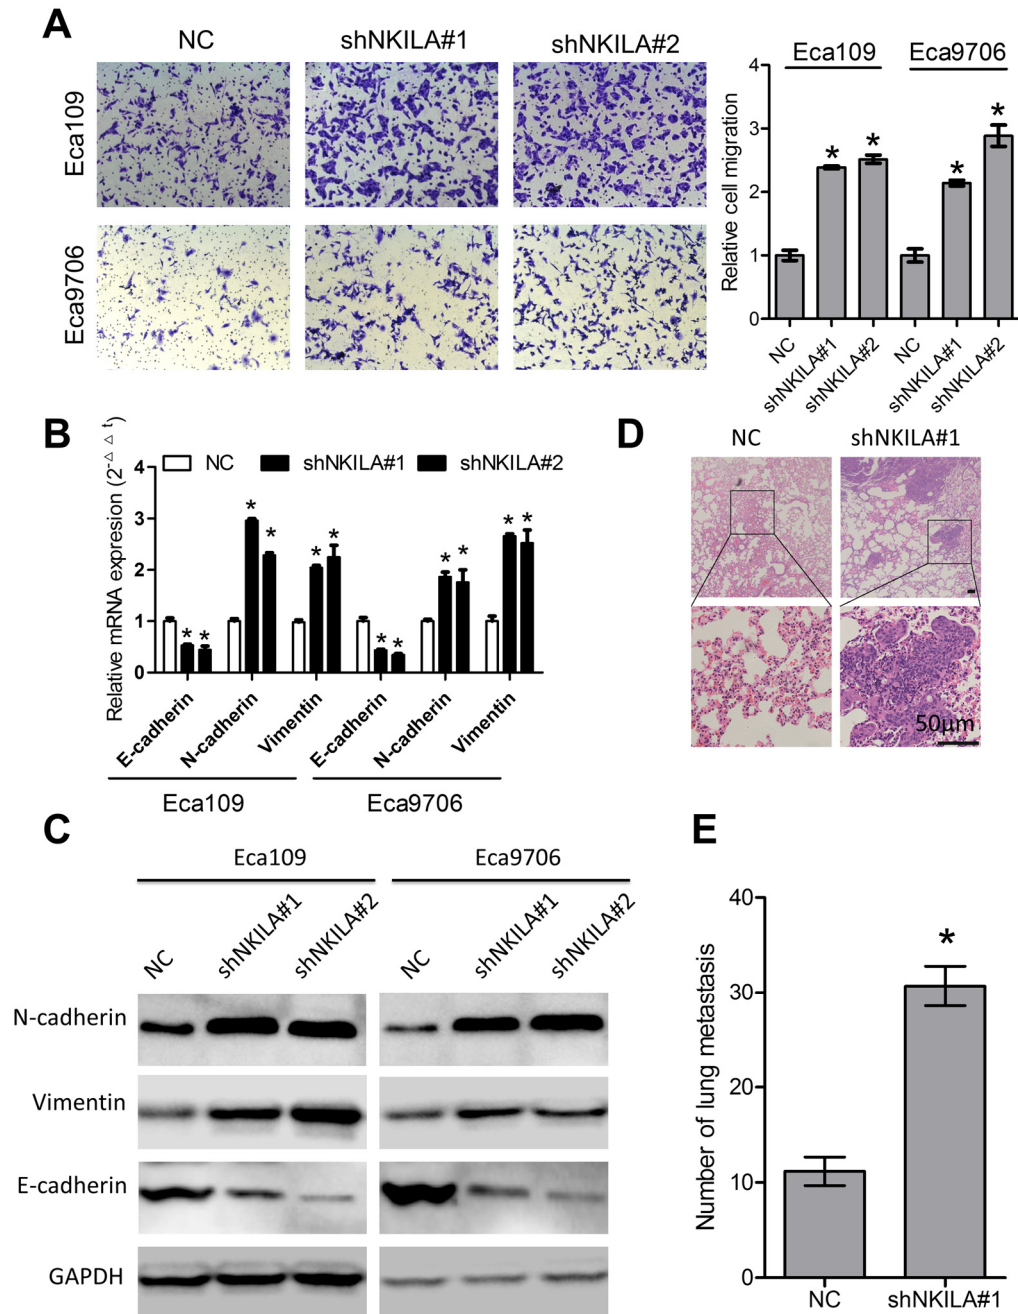 A
NC
shNKILA#1
shNKILA#2
Eca109
Eca9706
Relative cell migration
4
3
2
1
0
Eca109
Eca9706
*
*
*
*
NC
shNKILA#1
shNKILA#2
NC
shNKILA#1
shNKILA#2
B
Relative mRNA expresion (2-△ △ t)
NC
shNKILA#1
shNKILA#2
4
3
2
1
0
* * * * * * * * * * * *
E-cadherin
N-cadherin
Vimentin
E-cadherin
N-cadherin
Vimentin
Eca109
Eca9706
D
NC
shNKILA#1
50μm
C
Eca109
Eca9706
NC
shNKILA#1
shNKILA#2
NC
shNKILA#1
shNKILA#2
N-cadherin
Vimentin
E-cadherin
GAPDH
E
Number of lung metastasis
40
30
20
10
0
*
NC
shNKILA#1